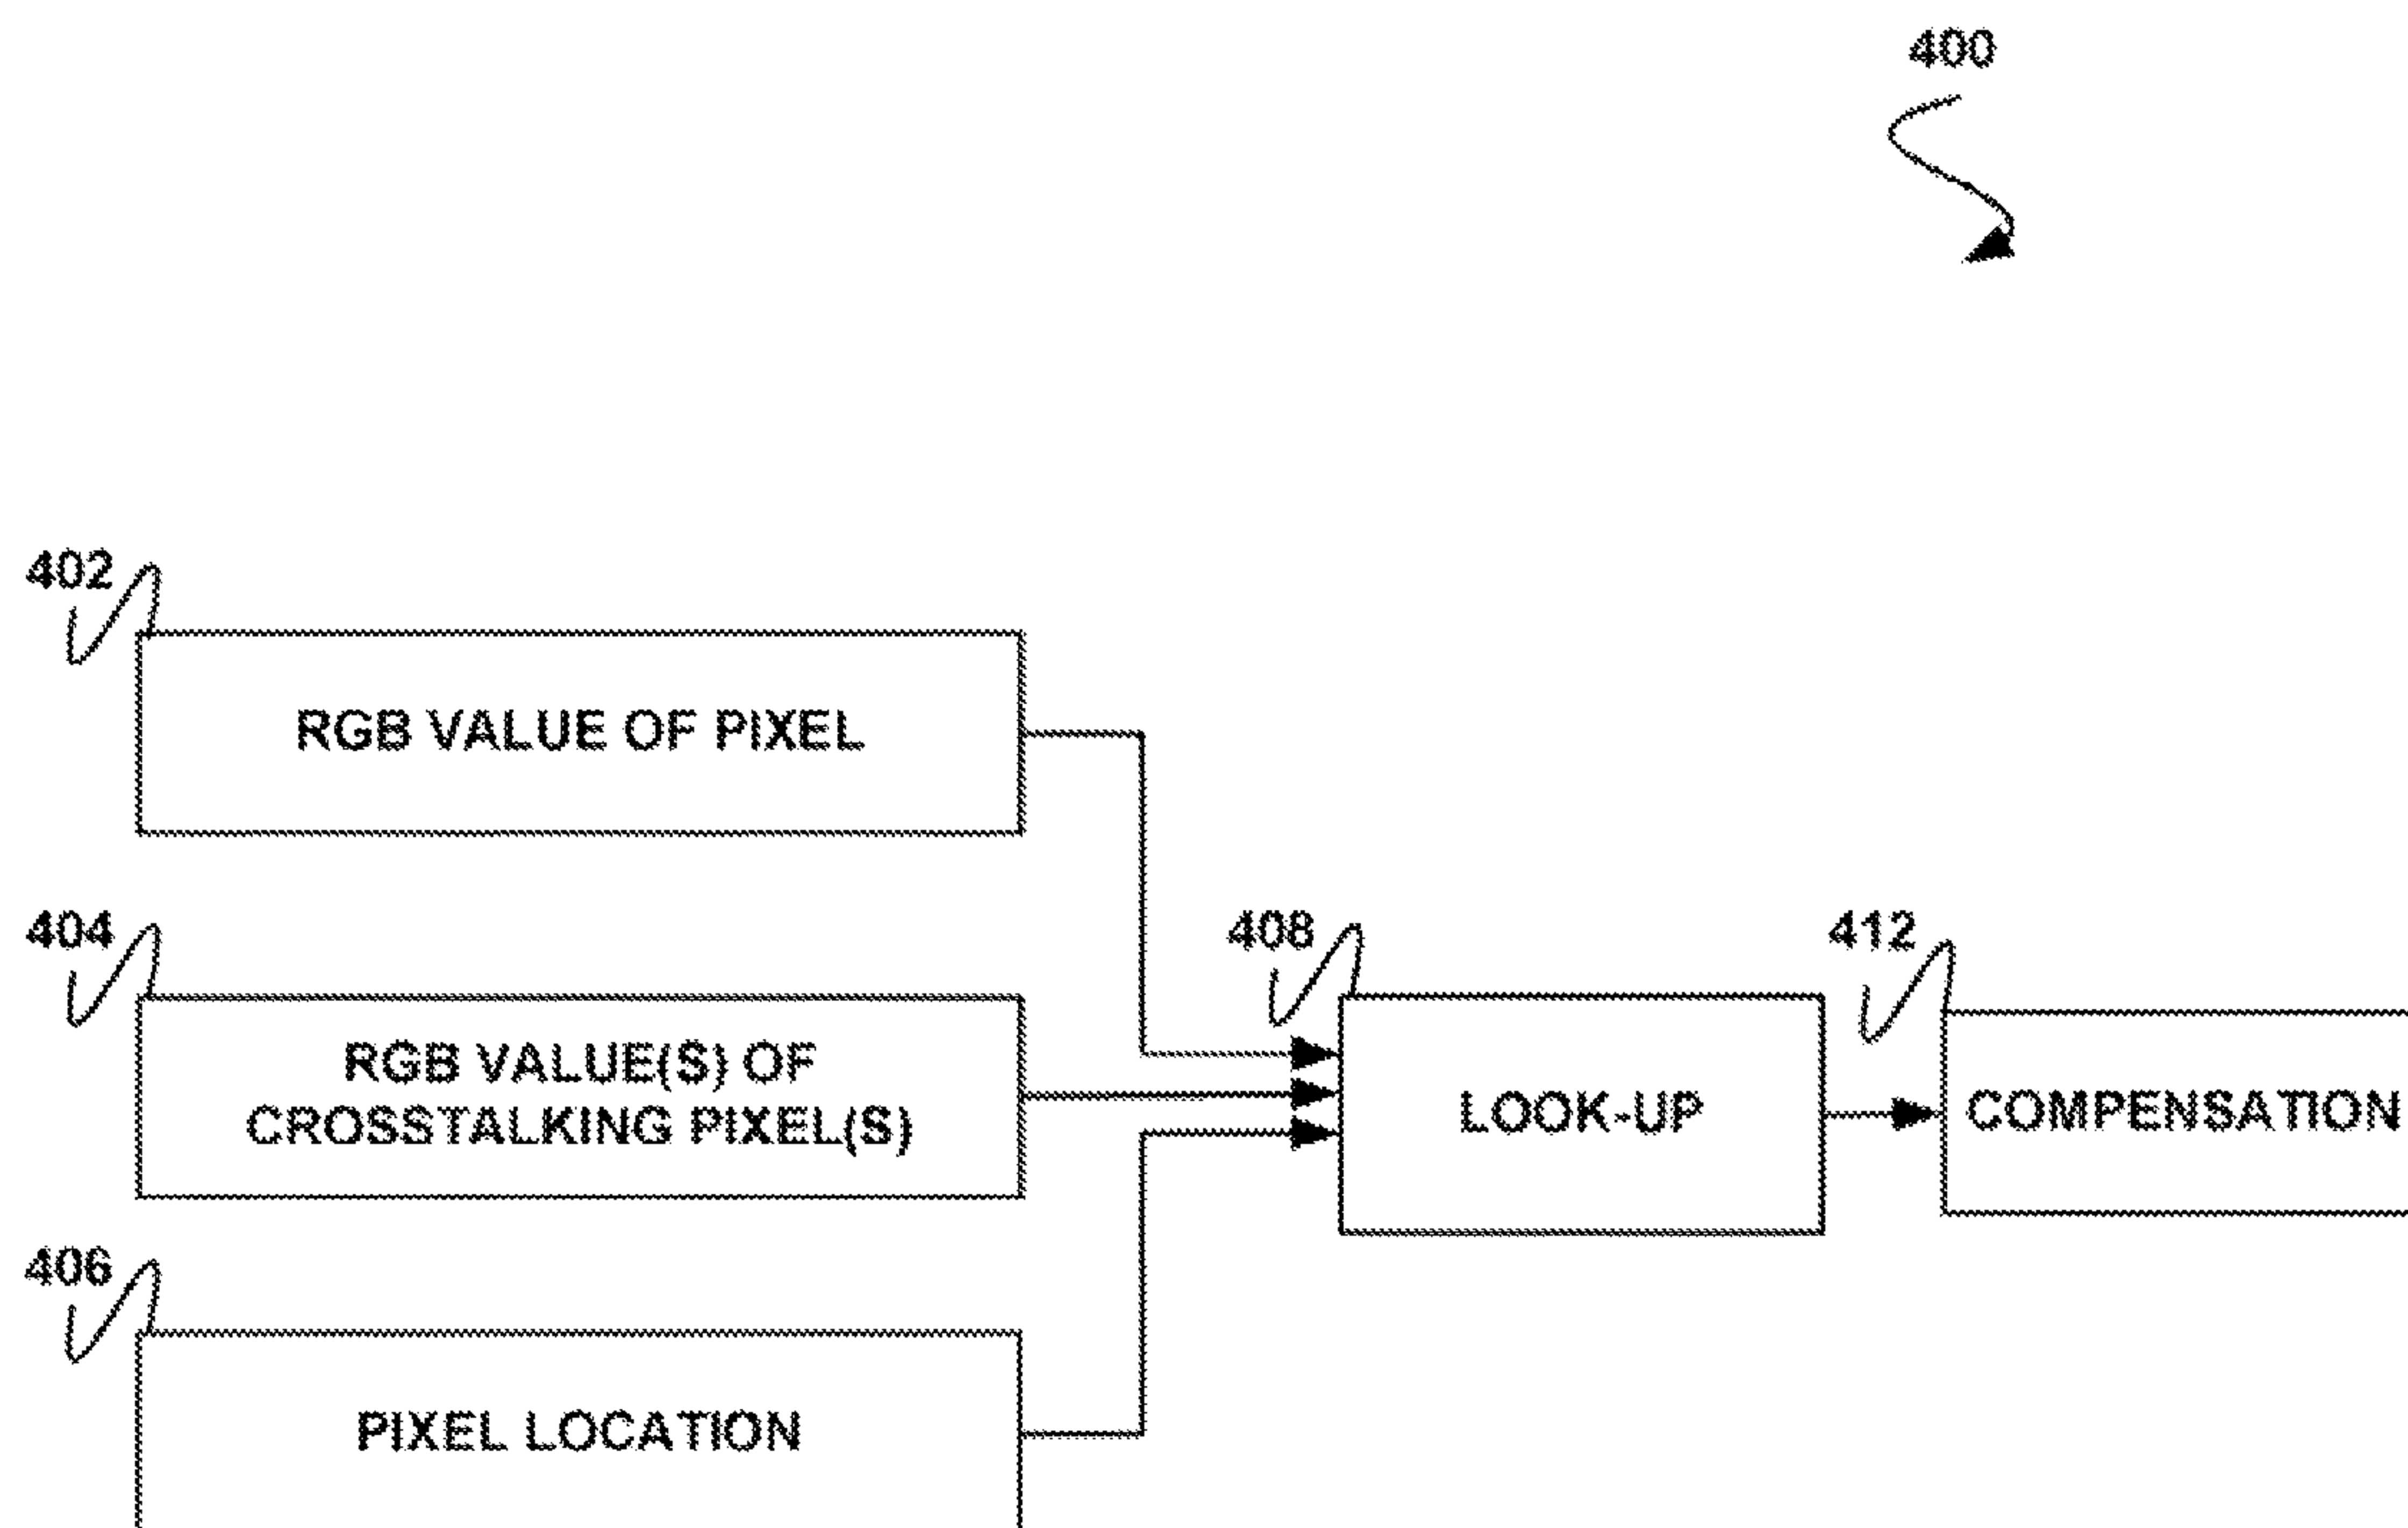 400
402
RGB VALUE OF PIXEL
404
RGB VALUE(S) OF
CROSSTALKING PIXEL(S)
408
LOOK-UP
412
COMPENSATION
406
PIXEL LOCATION